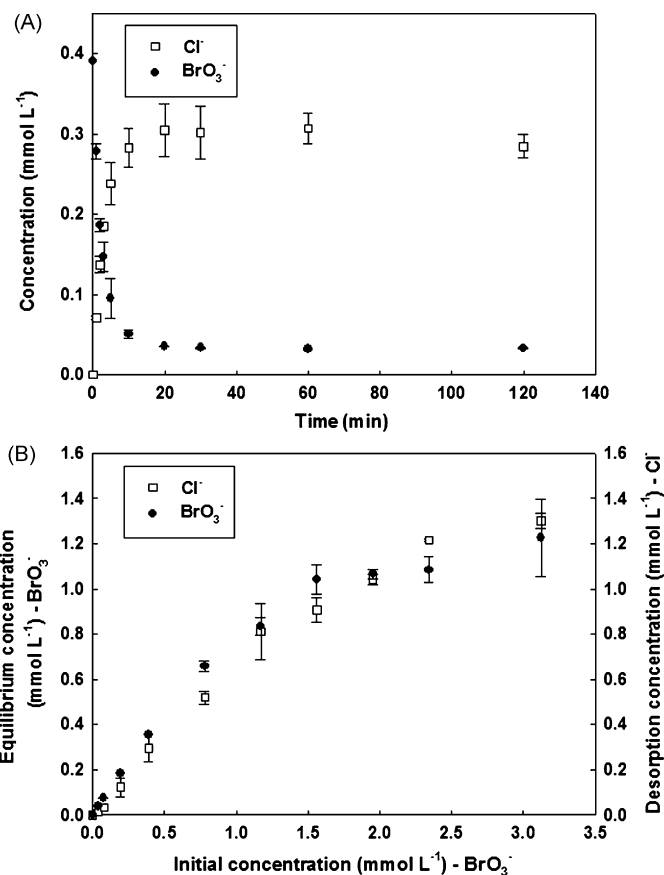 (A)
Cl⁻
BrO₃⁻
Concentration (mmol L⁻¹)
0.4
0.3
0.2
0.1
0.0
0 20 40 60 80 100 120 140
Time (min)
(B)
Cl⁻
BrO₃⁻
Equilibrium concentration
(mmol L⁻¹) - BrO₃⁻
1.6
1.4
1.2
1.0
0.8
0.6
0.4
0.2
0.0
1.6
1.4
1.2
1.0
0.8
0.6
0.4
0.2
0.0
Desorption concentration (mmol L⁻¹) - Cl⁻
0.0 0.5 1.0 1.5 2.0 2.5 3.0 3.5
Initial concentration (mmol L⁻¹) - BrO₃⁻